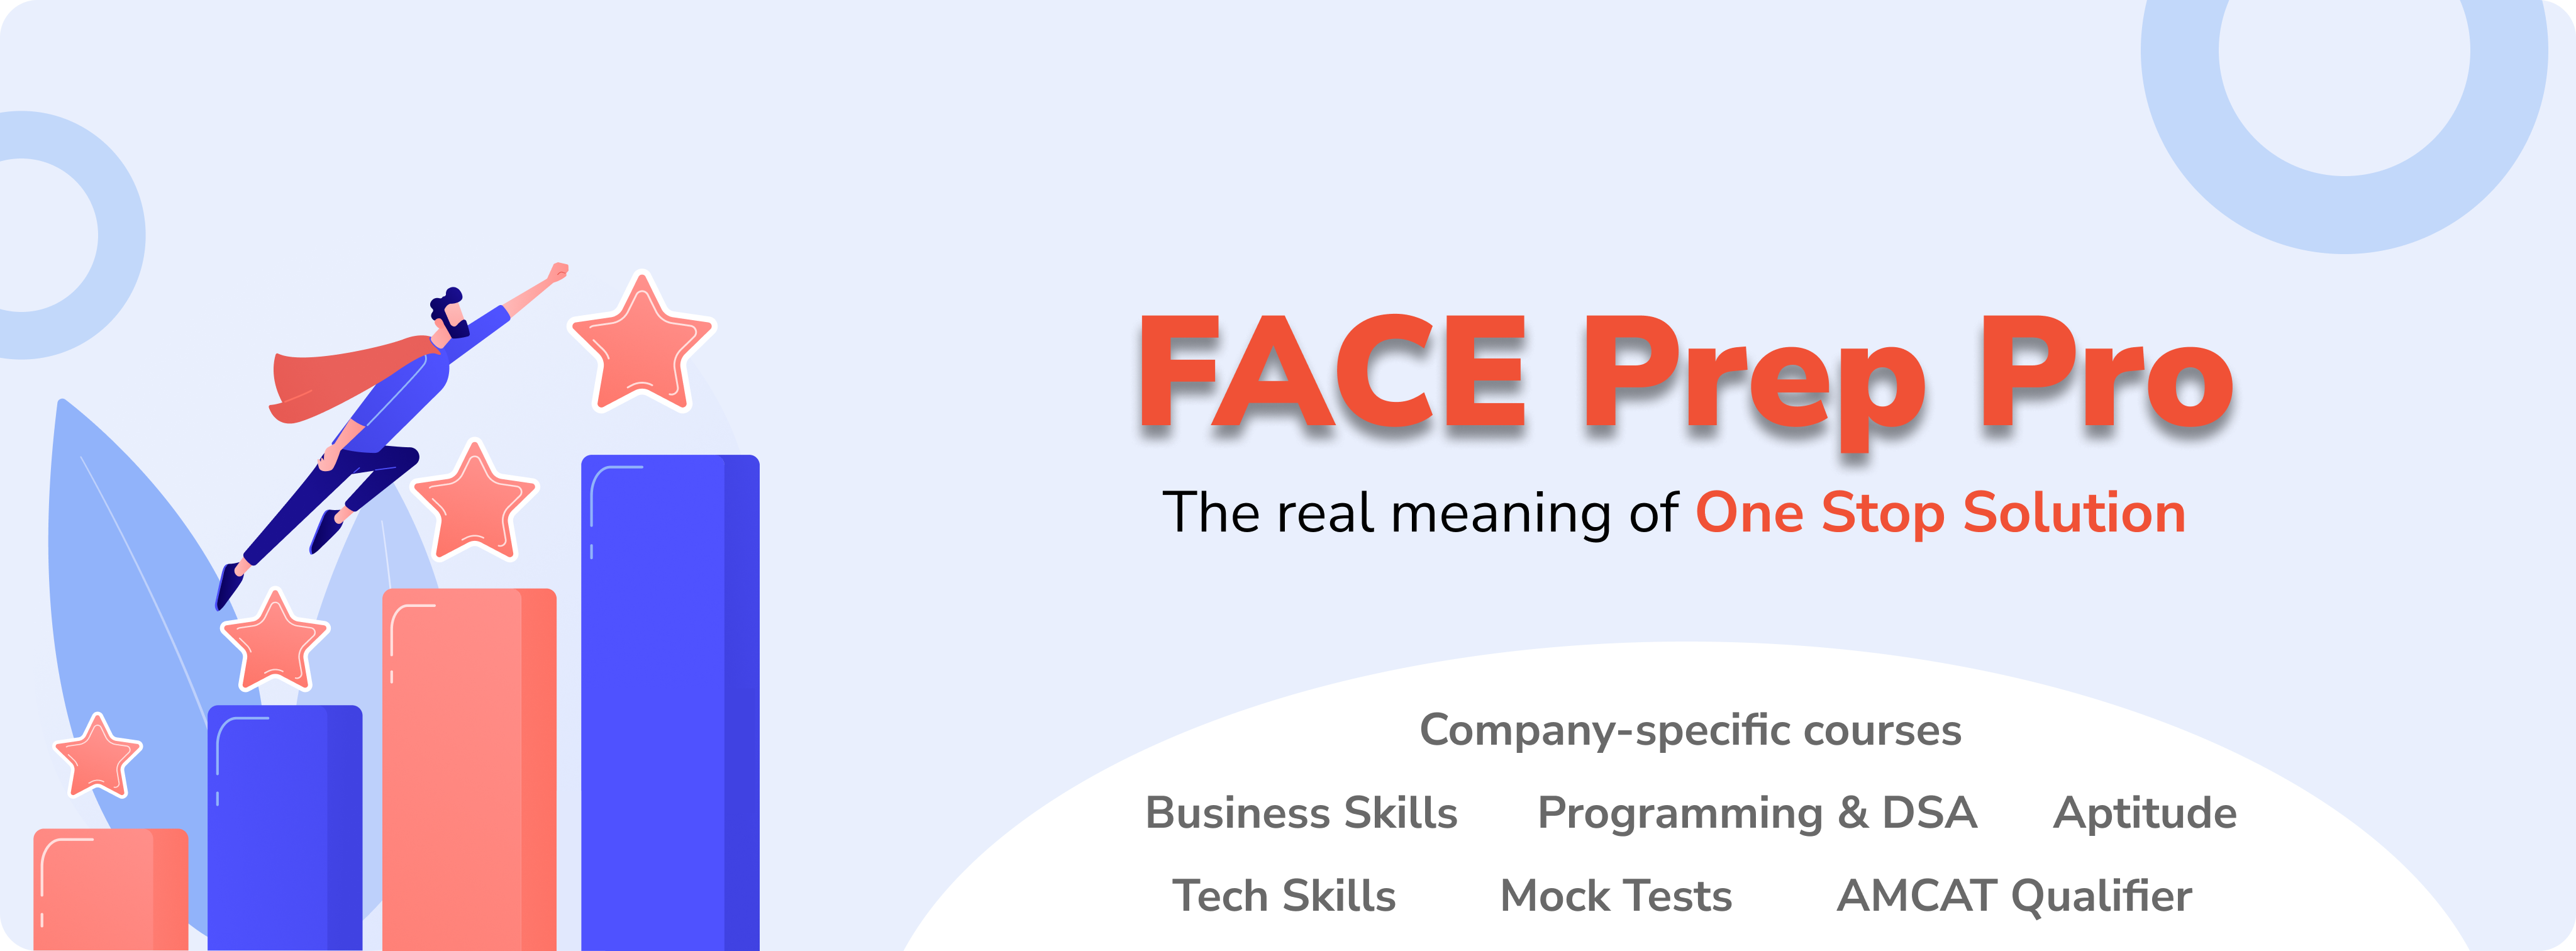 FACE Prep Pro
The real meaning of One Stop Solution
Company-specific courses
Business Skills Programming & DSA Aptitude
Tech Skills Mock Tests AMCAT Qualifier